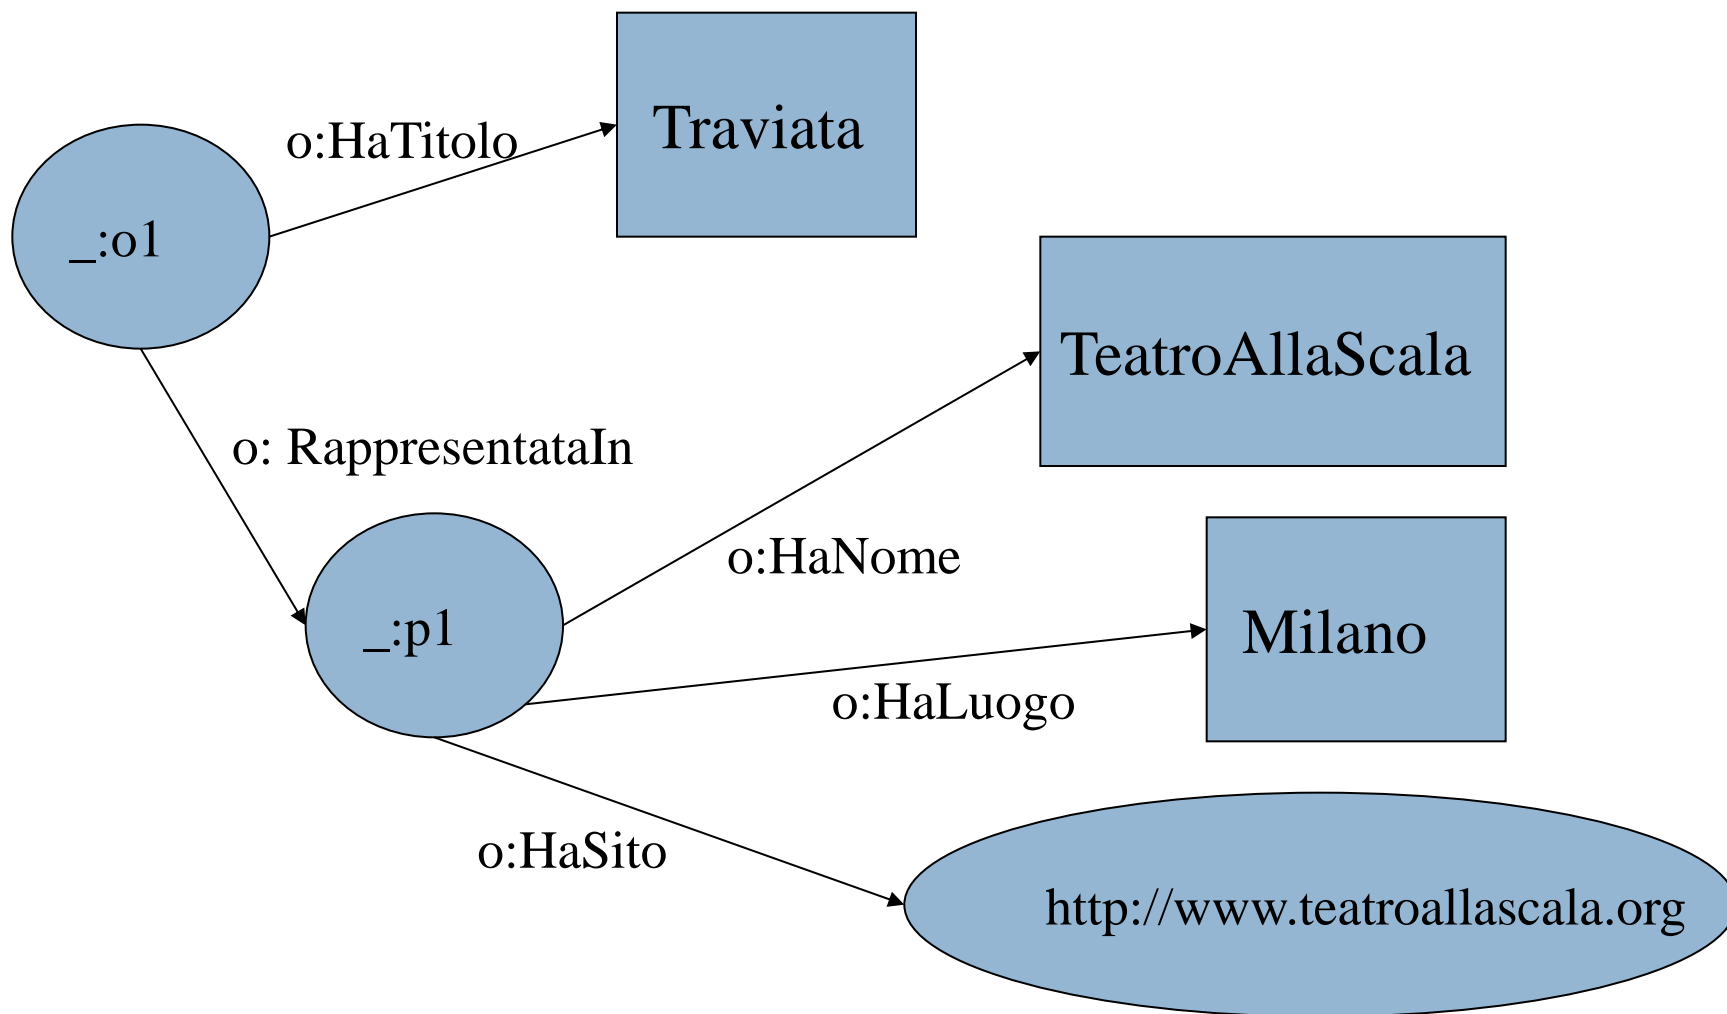 Traviata
o:HaTitolo
_:o1
TeatroAllaScala
o: RappresentataIn
o:HaNome
_:p1
Milano
o:HaLuogo
o:HaSito
http://www.teatroallascala.org